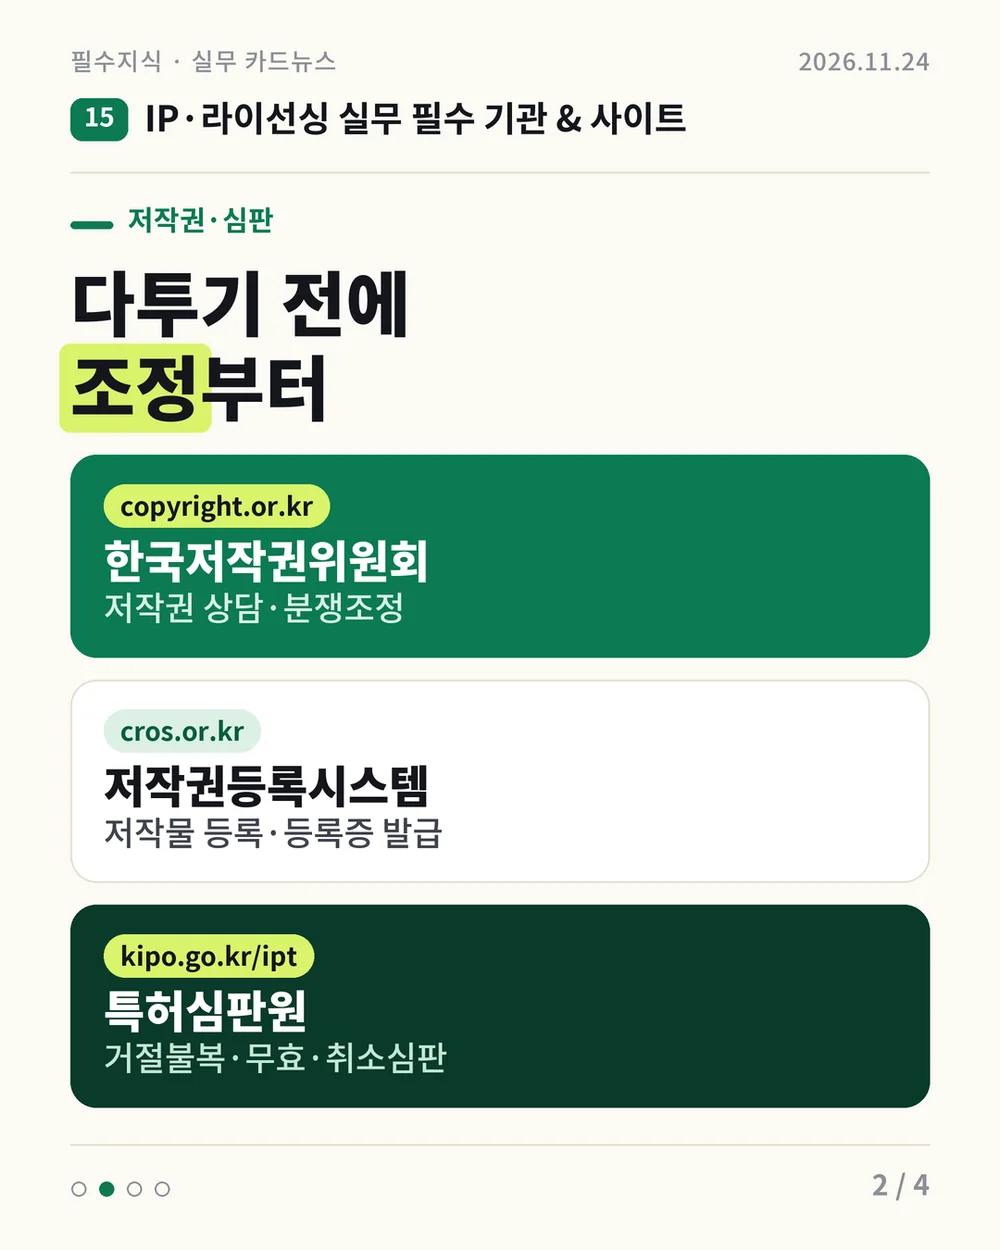 필수지식 · 실무 카드뉴스
2026.11.24
15 IP·라이선싱 실무 필수 기관 & 사이트
저작권·심판
다투기 전에
조정부터
copyright.or.kr
한국저작권위원회
저작권 상담·분쟁조정
cros.or.kr
저작권등록시스템
저작물 등록·등록증 발급
kipo.go.kr/ipt
특허심판원
거절불복·무효·취소심판
2 / 4